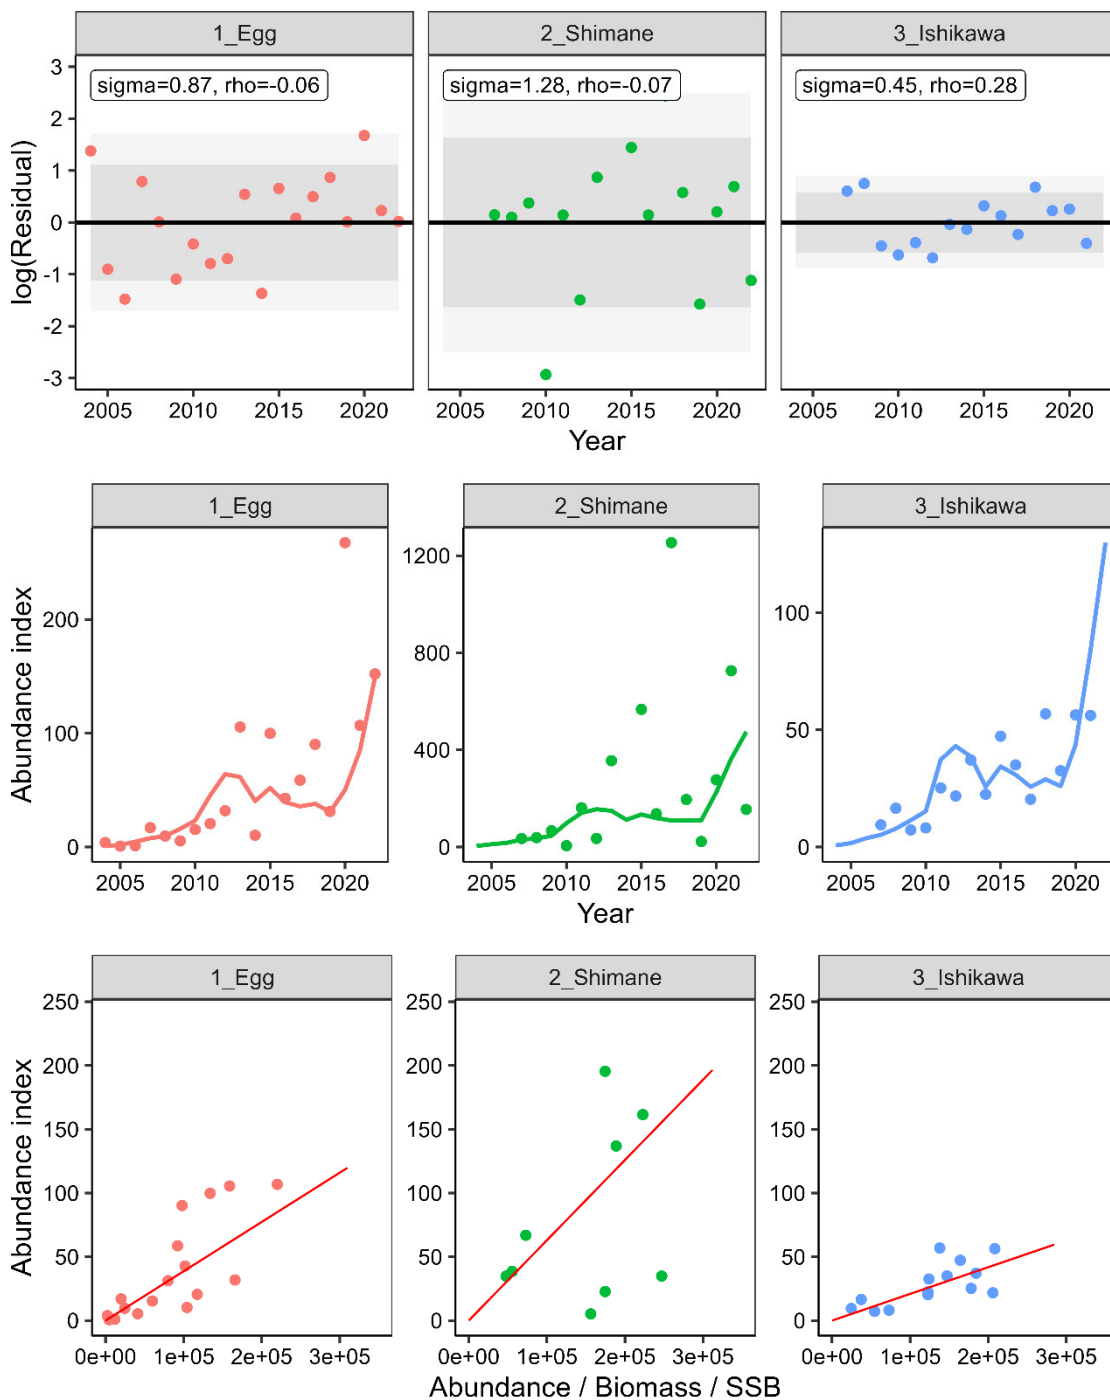 1_Egg 2_Shimane 3_Ishikawa
sigma=0.87, rho=-0.06 sigma=1.28, rho=-0.07 sigma=0.45, rho=0.28
log(Residual)
3
2
1
0
-1
-2
-3
2005 2010 2015 2020 2005 2010 2015 2020 2005 2010 2015 2020
Year
1_Egg 2_Shimane 3_Ishikawa
Abundance index
200
100
0
1200
800
400
0
100
50
0
2005 2010 2015 2020 2005 2010 2015 2020 2005 2010 2015 2020
Year
1_Egg 2_Shimane 3_Ishikawa
Abundance index
250 250 250
200 200 200
150 150 150
100 100 100
50 50 50
0 0 0
0e+00 1e+05 2e+05 3e+05 0e+00 1e+05 2e+05 3e+05 0e+00 1e+05 2e+05 3e+05
Abundance / Biomass / SSB